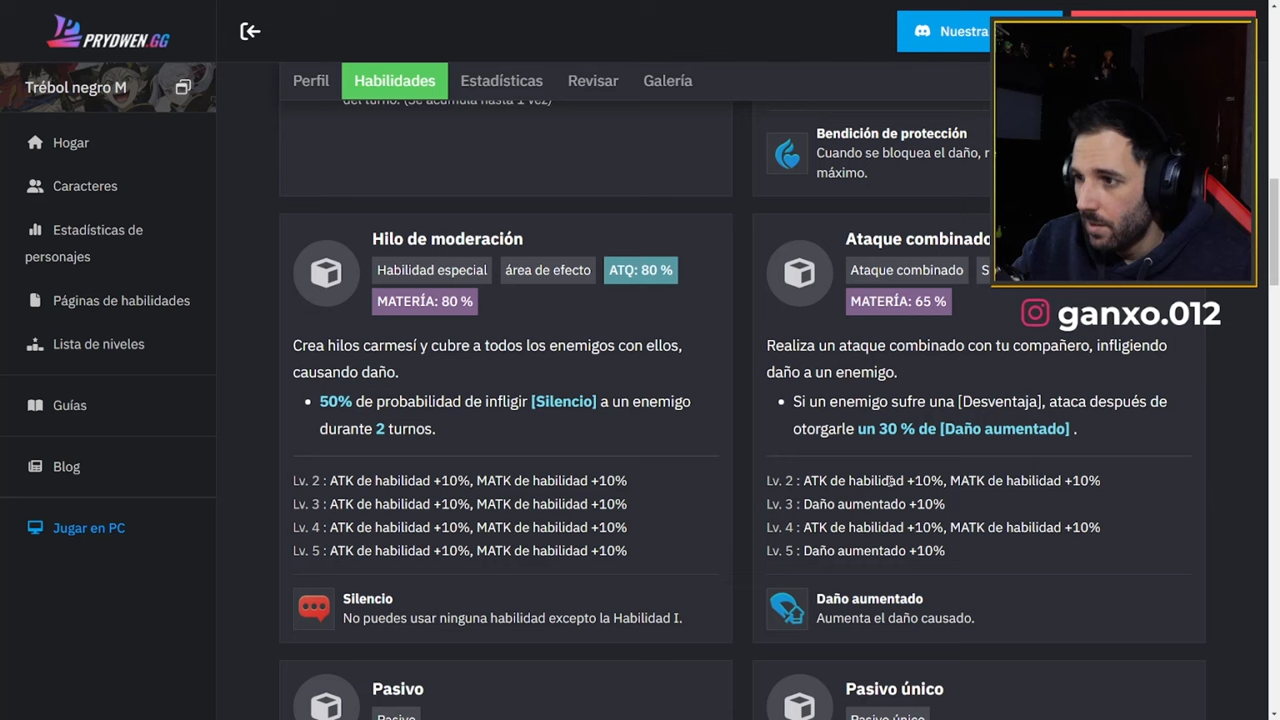 PRYDWEN.GG
Nuestra
Trébol negro M
Perfil
Habilidades
Estadísticas
Revisar
Galería
del turno. (Se acumula hasta 1 vez)
Hogar
Caracteres
Estadísticas de
personajes
Páginas de habilidades
Lista de niveles
Guías
Blog
Jugar en PC
Bendición de protección
Cuando se bloquea el daño, r
máximo.
Hilo de moderación
Habilidad especial
área de efecto
ATQ: 80 %
MATERÍA: 80 %
Crea hilos carmesí y cubre a todos los enemigos con ellos,
causando daño.
• 50% de probabilidad de infligir [Silencio] a un enemigo
durante 2 turnos.
Lv. 2 : ATK de habilidad +10%, MATK de habilidad +10%
Lv. 3 : ATK de habilidad +10%, MATK de habilidad +10%
Lv. 4 : ATK de habilidad +10%, MATK de habilidad +10%
Lv. 5 : ATK de habilidad +10%, MATK de habilidad +10%
Silencio
No puedes usar ninguna habilidad excepto la Habilidad I.
Ataque combinado
Ataque combinado
S
MATERÍA: 65 %
Realiza un ataque combinado con tu compañero, infligiendo
daño a un enemigo.
• Si un enemigo sufre una [Desventaja], ataca después de
otorgarle un 30 % de [Daño aumentado] .
Lv. 2 : ATK de habilidad +10%, MATK de habilidad +10%
Lv. 3 : Daño aumentado +10%
Lv. 4 : ATK de habilidad +10%, MATK de habilidad +10%
Lv. 5 : Daño aumentado +10%
Daño aumentado
Aumenta el daño causado.
ganxo.012
Pasivo
Pasivo
Pasivo único
Pasivo único